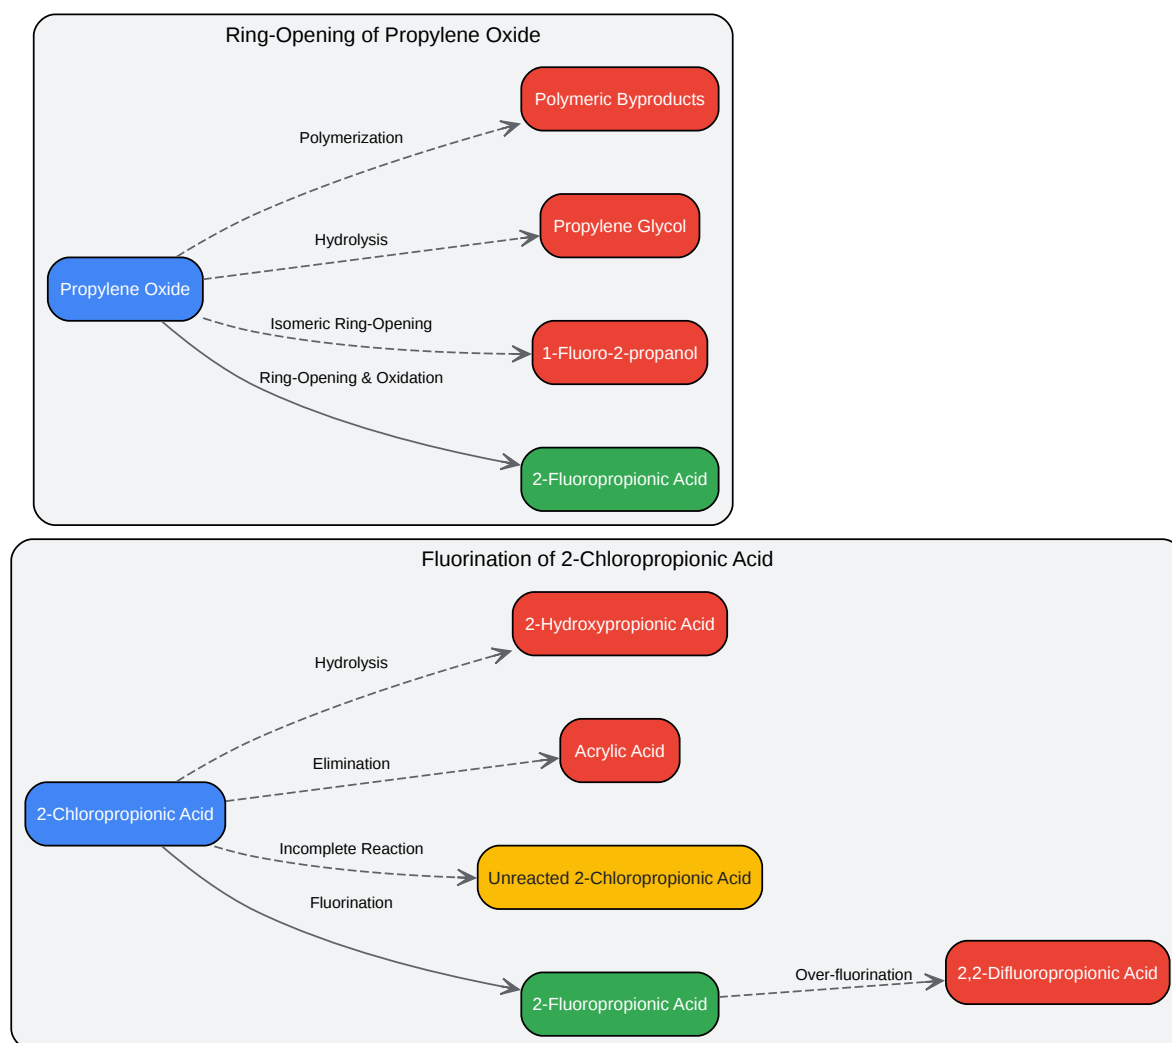 Ring-Opening of Propylene Oxide
Polymeric Byproducts
Polymerization
Propylene Glycol
Hydrolysis
Propylene Oxide
Isomeric Ring-Opening
1-Fluoro-2-propanol
Ring-Opening & Oxidation
2-Fluoropropionic Acid
Fluorination of 2-Chloropropionic Acid
2-Hydroxypropionic Acid
Hydrolysis
Acrylic Acid
Elimination
2-Chloropropionic Acid
Incomplete Reaction
Unreacted 2-Chloropropionic Acid
Fluorination
2-Fluoropropionic Acid
Over-fluorination
2,2-Difluoropropionic Acid